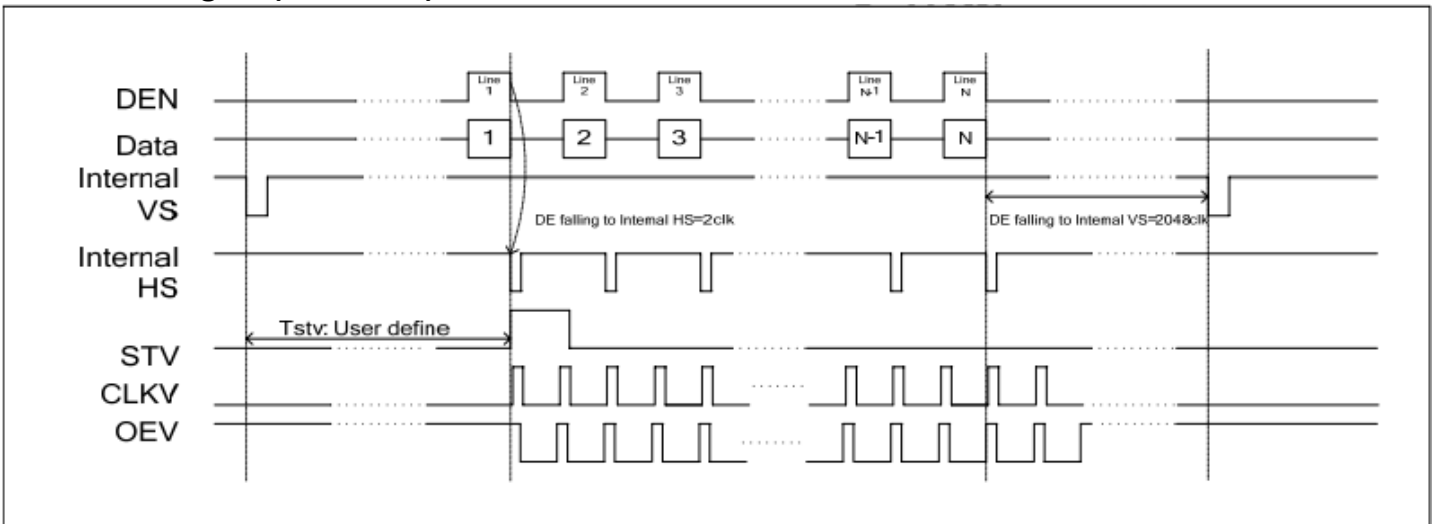 DEN
Line 1
Line 2
Line 3
Line N-1
Line N
Data
1
2
3
N-1
N
Internal VS
DE falling to Internal HS=2clk
DE falling to Internal VS=2048clk
Internal HS
Tstv: User define
STV
CLKV
OEV